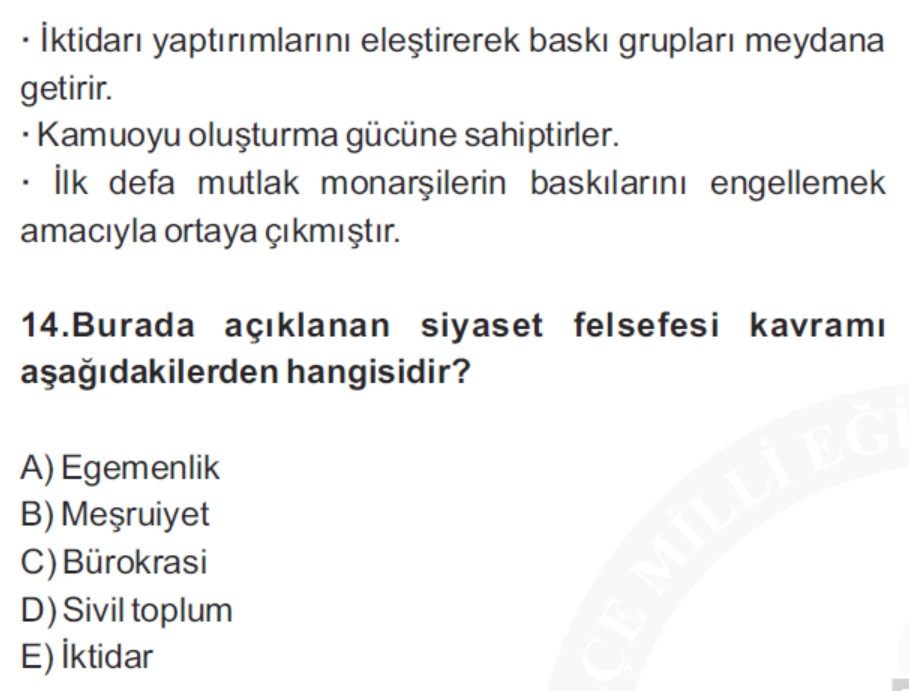 · İktidarı yaptırımlarını eleştirerek baskı grupları meydana
getirir.
· Kamuoyu oluşturma gücüne sahiptirler.
· İlk defa mutlak monarşilerin baskılarını engellemek
amacıyla ortaya çıkmıştır.
14.Burada açıklanan siyaset felsefesi kavramı
aşağıdakilerden hangisidir?
A) Egemenlik
B) Meşruiyet
C) Bürokrasi
D) Sivil toplum
E) İktidar
ÇE MİLLİ EĞİ